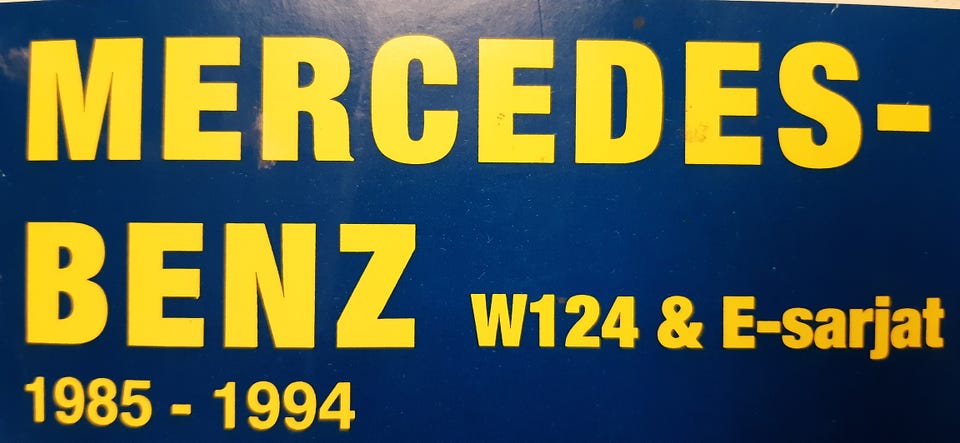 MERCEDES-
BENZ W124 & E-sarjat
1985 - 1994